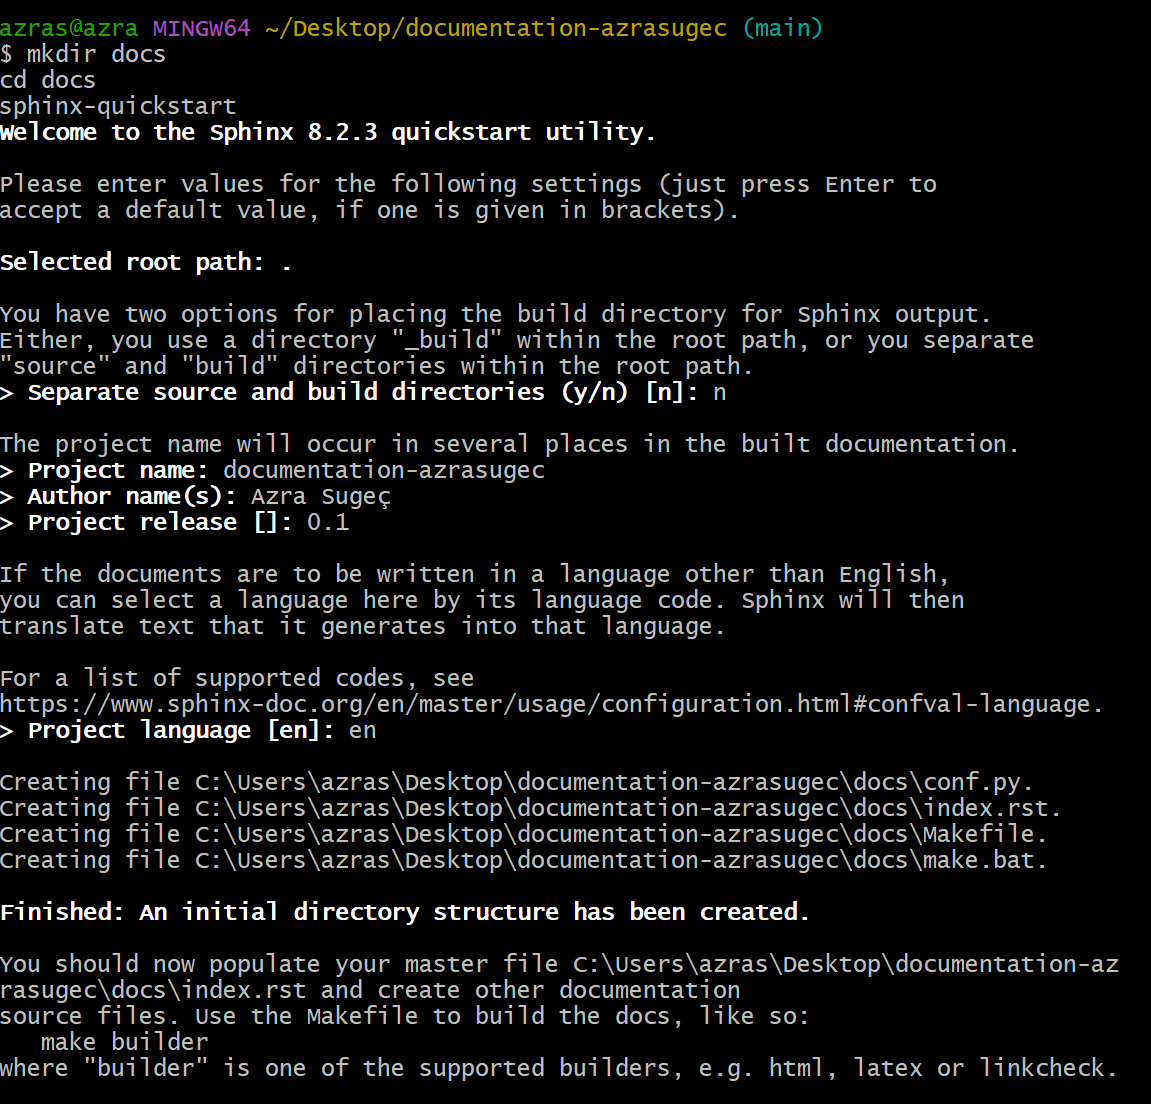 azras@azra MINGW64 ~/Desktop/documentation-azrasugec (main)
$ mkdir docs
cd docs
sphinx-quickstart
Welcome to the Sphinx 8.2.3 quickstart utility.
Please enter values for the following settings (just press Enter to
accept a default value, if one is given in brackets).
Selected root path: .
You have two options for placing the build directory for Sphinx output.
Either, you use a directory "_build" within the root path, or you separate
"source" and "build" directories within the root path.
> Separate source and build directories (y/n) [n]: n
The project name will occur in several places in the built documentation.
> Project name: documentation-azrasugec
> Author name(s): Azra Sugeç
> Project release []: 0.1
If the documents are to be written in a language other than English,
you can select a language here by its language code. Sphinx will then
translate text that it generates into that language.
For a list of supported codes, see
https://www.sphinx-doc.org/en/master/usage/configuration.html#confval-language.
> Project language [en]: en
Creating file C:\Users\azras\Desktop\documentation-azrasugec\docs\conf.py.
Creating file C:\Users\azras\Desktop\documentation-azrasugec\docs\index.rst.
Creating file C:\Users\azras\Desktop\documentation-azrasugec\docs\Makefile.
Creating file C:\Users\azras\Desktop\documentation-azrasugec\docs\make.bat.
Finished: An initial directory structure has been created.
You should now populate your master file C:\Users\azras\Desktop\documentation-az
rasugec\docs\index.rst and create other documentation
source files. Use the Makefile to build the docs, like so:
make builder
where "builder" is one of the supported builders, e.g. html, latex or linkcheck.